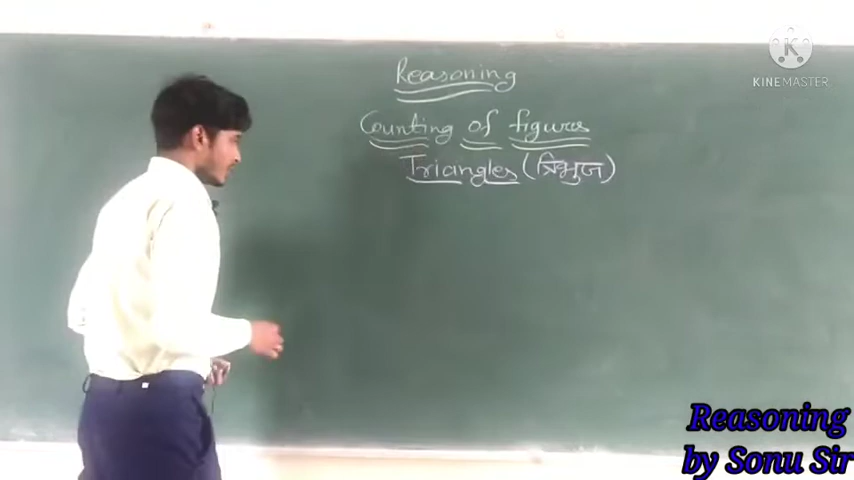 Reasoning
Counting of figures
Triangles (त्रिभुज)
K
KINEMASTER
Reasoning
by Sonu Sir